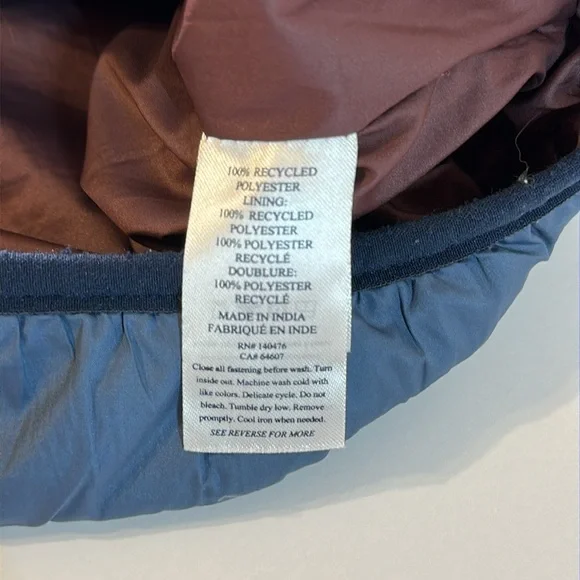 100% RECYCLED
POLYESTER
LINING:
100% RECYCLED
POLYESTER
100% POLYESTER
RECYCLÉ
DOUBLURE:
100% POLYESTER
RECYCLÉ
MADE IN INDIA
FABRIQUÉ EN INDE
RN# 140476
CA# 64607
Close all fastening before wash. Turn
inside out. Machine wash cold with
like colors. Delicate cycle. Do not
bleach. Tumble dry low. Remove
promptly. Cool iron when needed.
SEE REVERSE FOR MORE